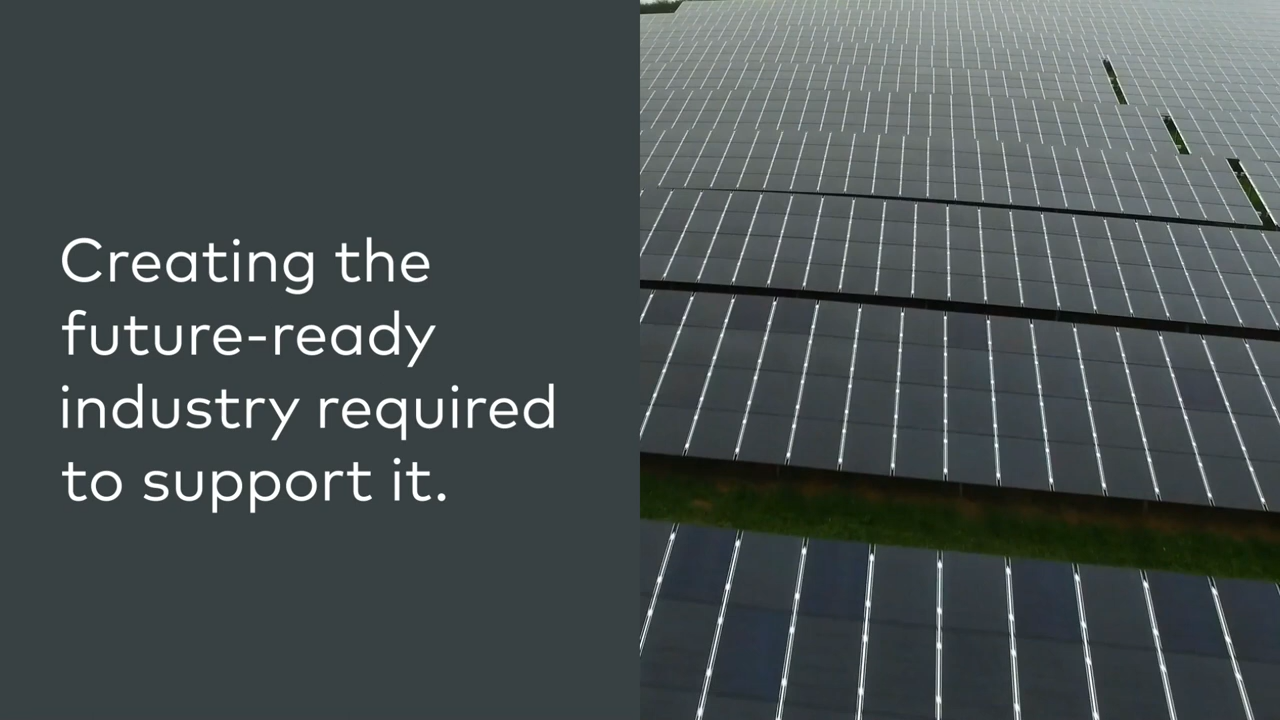 Creating the
future-ready
industry required
to support it.